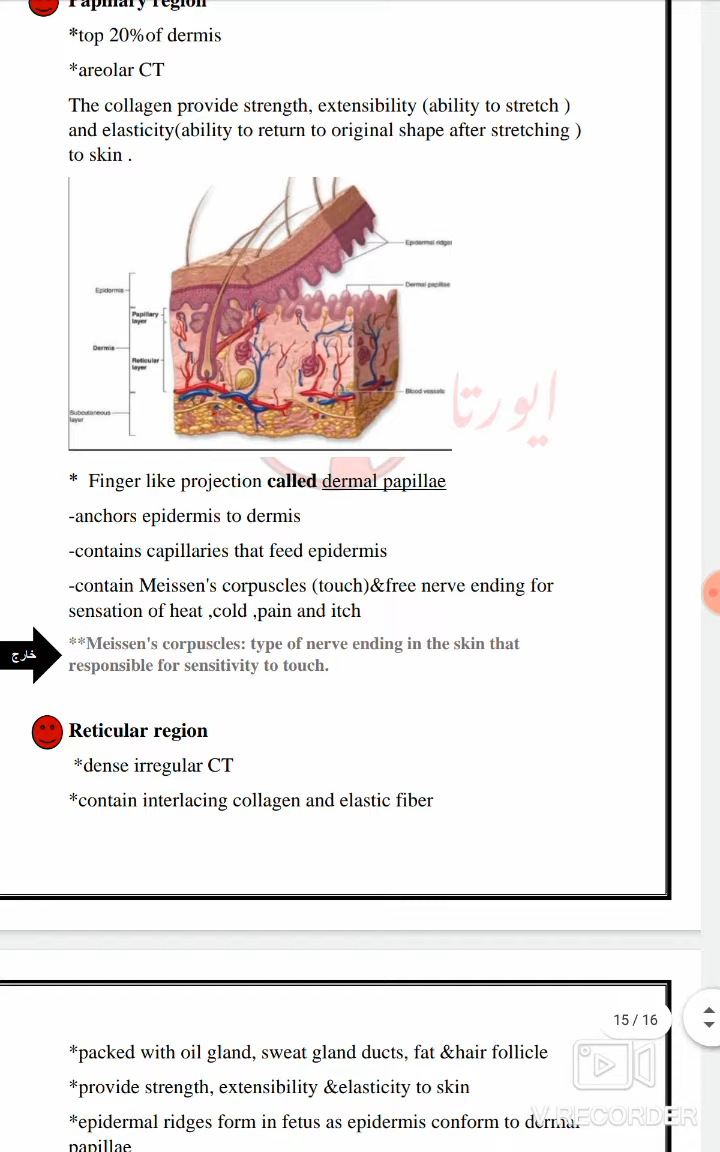 Papillary region
*top 20%of dermis
*areolar CT
The collagen provide strength, extensibility (ability to stretch )
and elasticity(ability to return to original shape after stretching )
to skin .
Epidermal ridges
Epidermis
Dermal papillae
Papillary
layer
Dermis
Reticular
layer
Blood vessels
Subcutaneous
layer
ايورتا
* Finger like projection called dermal papillae
-anchors epidermis to dermis
-contains capillaries that feed epidermis
-contain Meissen's corpuscles (touch)&free nerve ending for
sensation of heat ,cold ,pain and itch
خارج
**Meissen's corpuscles: type of nerve ending in the skin that
responsible for sensitivity to touch.
Reticular region
*dense irregular CT
*contain interlacing collagen and elastic fiber
15 / 16
*packed with oil gland, sweat gland ducts, fat &hair follicle
*provide strength, extensibility &elasticity to skin
*epidermal ridges form in fetus as epidermis conform to dermal
V RECORDER
papillae